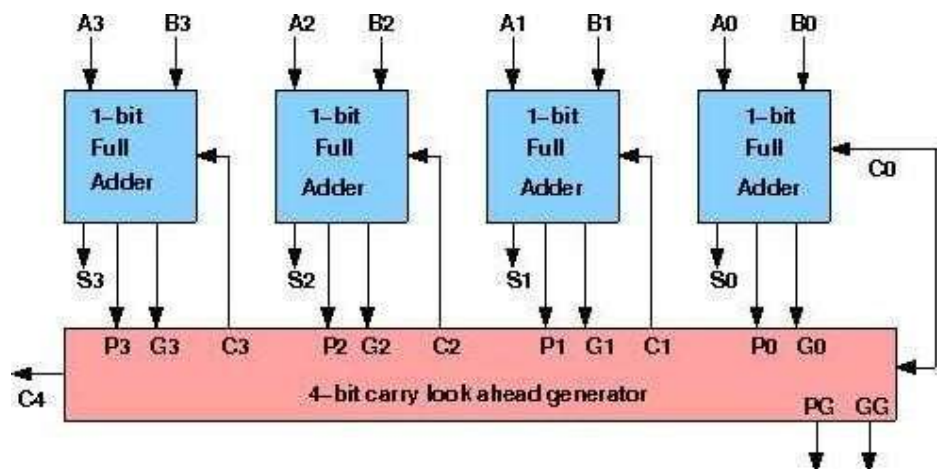 A3 B3 A2 B2 A1 B1 A0 B0
1-bit 1-bit 1-bit 1-bit
Full Full Full Full
Adder Adder Adder Adder
C0
S3 S2 S1 S0
P3 G3 C3 P2 G2 C2 P1 G1 C1 P0 G0
C4
4-bit carry look ahead generator
PG GG